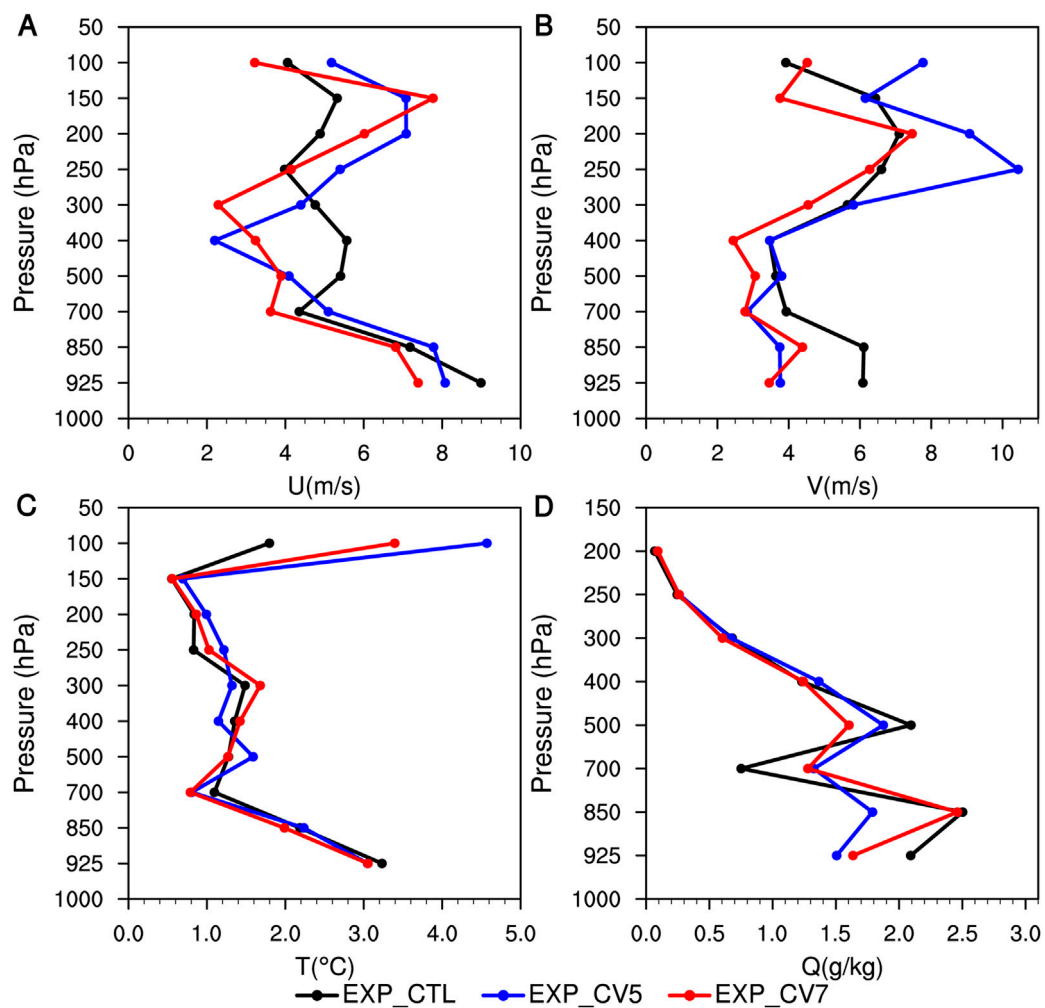 A
50
100
150
200
250
300
400
500
700
850
925
1000
Pressure (hPa)
0 2 4 6 8 10
U(m/s)
B
50
100
150
200
250
300
400
500
700
850
925
1000
Pressure (hPa)
0 2 4 6 8 10
V(m/s)
C
50
100
150
200
250
300
400
500
700
850
925
1000
Pressure (hPa)
0.0 1.0 2.0 3.0 4.0 5.0
T(°C)
D
150
200
250
300
400
500
700
850
925
1000
Pressure (hPa)
0.0 0.5 1.0 1.5 2.0 2.5 3.0
Q(g/kg)
EXP_CTL EXP_CV5 EXP_CV7